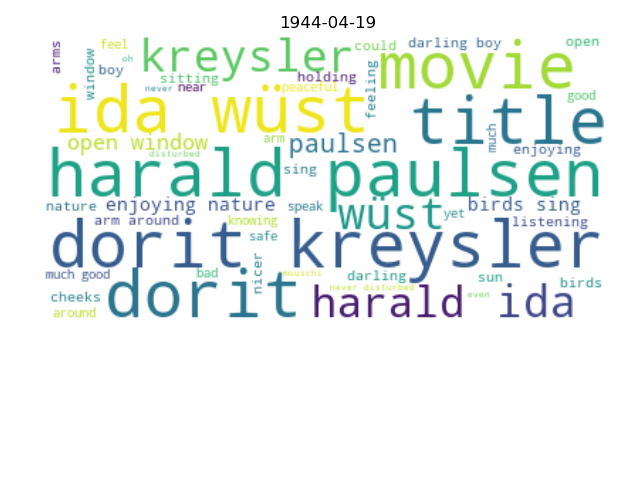 1944-04-19
arms
feel
oh
window
boy
kreysler
sitting
never
near
holding
peaceful
could
darling boy
open
movie
feeling
good
ida wüst
title
open window
disturbed
arm
paulsen
much
enjoying
harald paulsen
sing
nature
enjoying nature
speak
wüst
yet
birds sing
arm around
knowing
listening
dorit kreysler
safe
nicer
much good
bad
mouschi
darling
sun
birds
never disturbed
even
cheeks
around
dorit
harald
ida